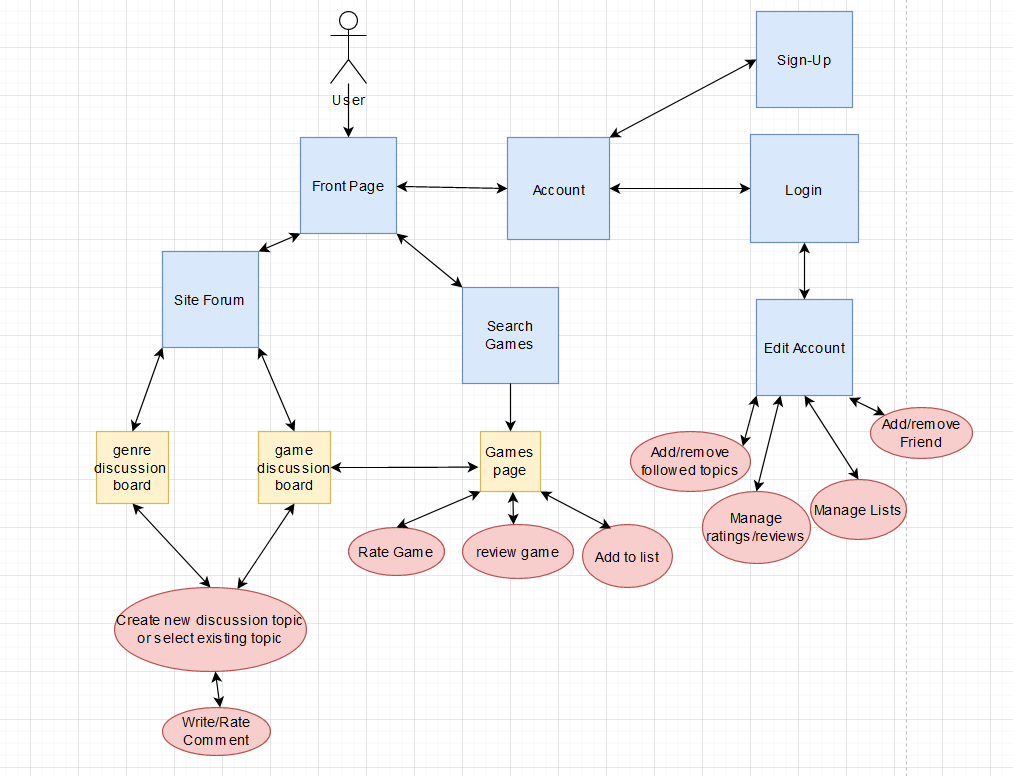 User
Sign-Up
Front Page
Account
Login
Site Forum
Search
Games
Edit Account
genre
discussion
board
game
discussion
board
Games
page
Add/remove
followed topics
Add/remove
Friend
Manage
ratings/reviews
Manage Lists
Rate Game
review game
Add to list
Create new discussion topic
or select existing topic
Write/Rate
Comment